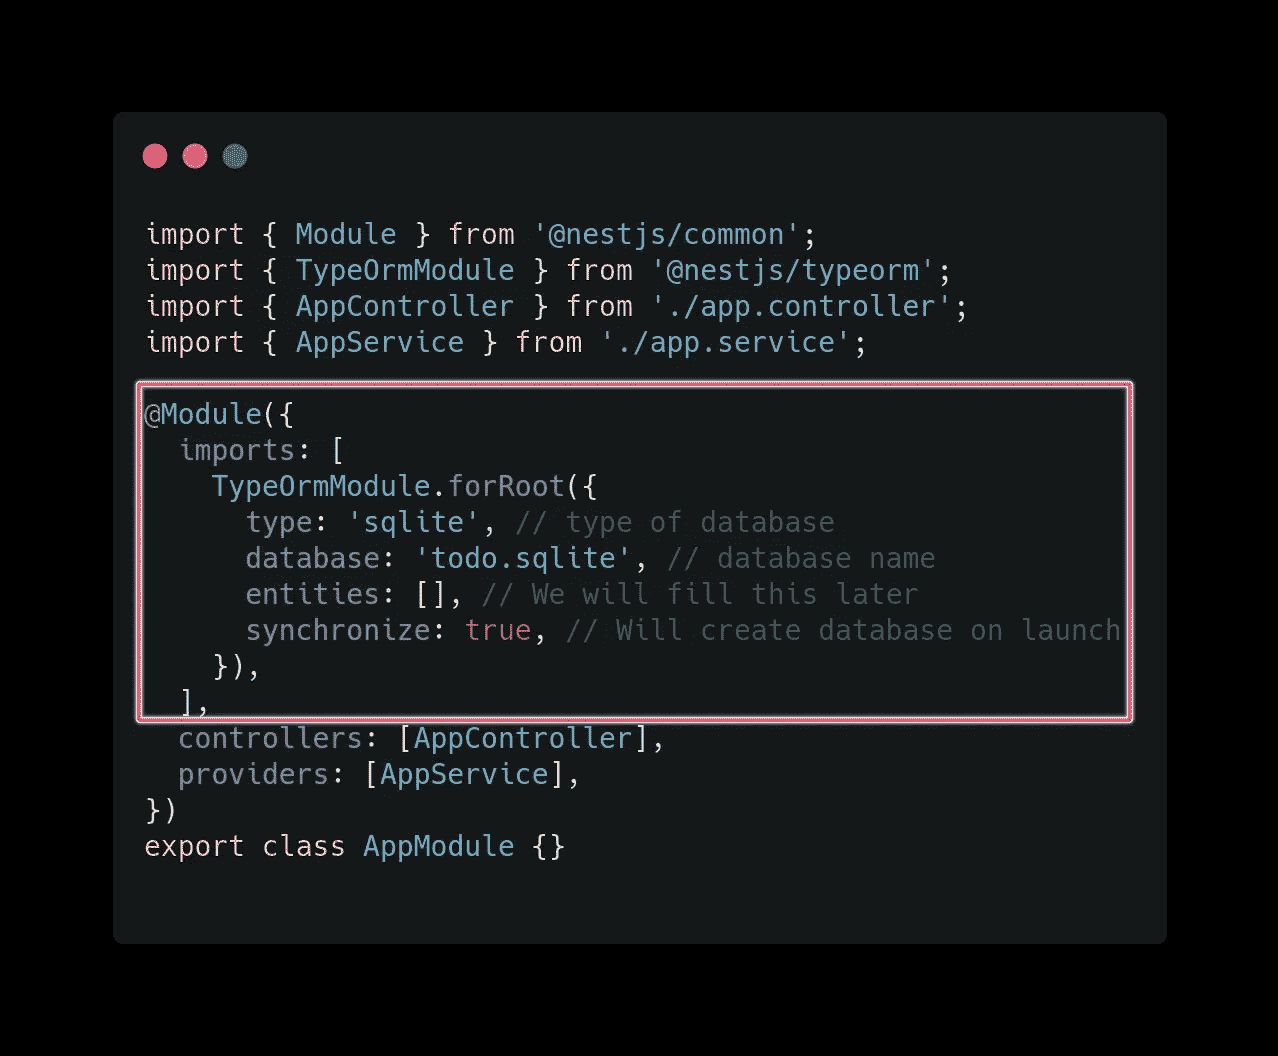 import { Module } from '@nestjs/common';
import { TypeOrmModule } from '@nestjs/typeorm';
import { AppController } from './app.controller';
import { AppService } from './app.service';
@Module({
  imports: [
    TypeOrmModule.forRoot({
      type: 'sqlite', // type of database
      database: 'todo.sqlite', // database name
      entities: [], // We will fill this later
      synchronize: true, // Will create database on launch
    }),
  ],
  controllers: [AppController],
  providers: [AppService],
})
export class AppModule {}